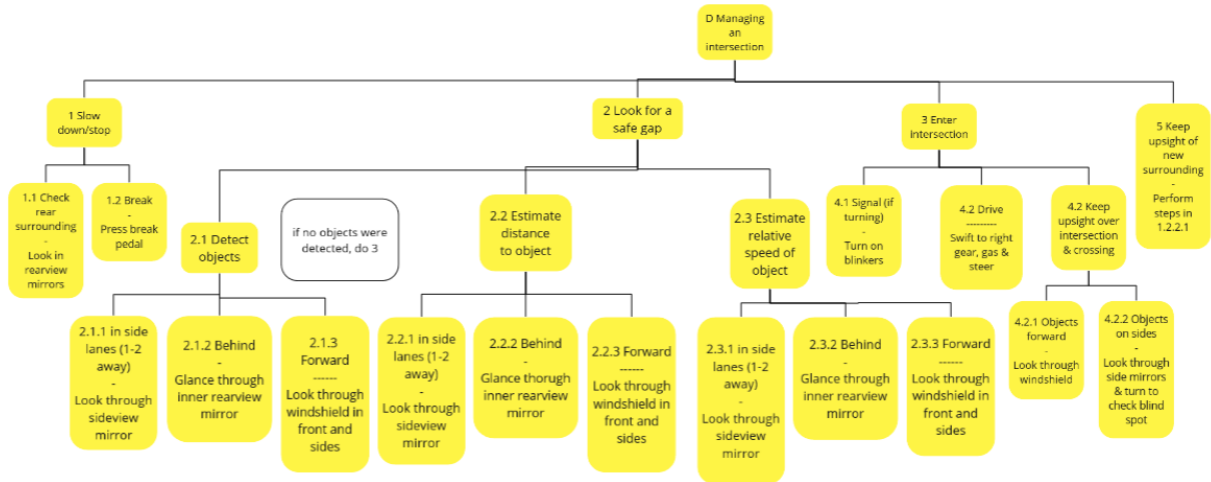 D Managing
an
intersection
1 Slow
down/stop
2 Look for a
safe gap
3 Enter
intersection
5 Keep
upsight of
new
surrounding
-
Perform
steps in
1.2.2.1
1.1 Check
rear
surrounding
-
Look in
rearview
mirrors
1.2 Break
-
Press break
pedal
2.1 Detect
objects
if no objects were
detected, do 3
2.2 Estimate
distance
to object
2.3 Estimate
relative
speed of
object
4.1 Signal (if
turning)
-
Turn on
blinkers
4.2 Drive
---------
Swift to right
gear, gas &
steer
4.2 Keep
upsight over
intersection
& crossing
2.1.1 in side
lanes (1-2
away)
-
Look through
sideview
mirror
2.1.2 Behind
-
Glance through
inner rearview
mirror
2.1.3
Forward
------
Look through
windshield in
front and
sides
2.2.1 in side
lanes (1-2
away)
-
Look through
sideview
mirror
2.2.2 Behind
-
Glance thorugh
inner rearview
mirror
2.2.3 Forward
------
Look through
windshield in
front and
sides
2.3.1 in side
lanes (1-2
away)
-
Look through
sideview
mirror
2.3.2 Behind
-
Glance through
inner rearview
mirror
2.3.3 Forward
------
Look through
windshield in
front and
sides
4.2.1 Objects
forward
-
Look through
windshield
4.2.2 Objects
on sides
-
Look through
side mirrors
& turn to
check blind
spot